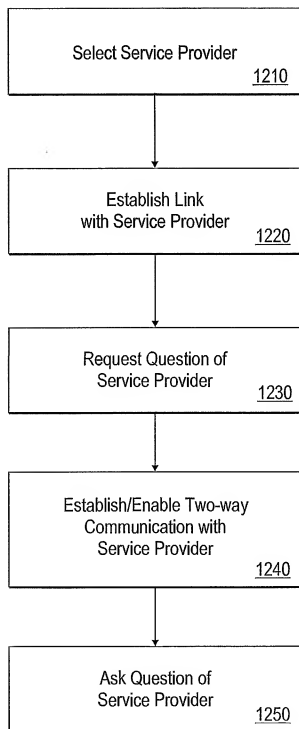 Select Service Provider
1210
Establish Link
with Service Provider
1220
Request Question of
Service Provider
1230
Establish/Enable Two-way
Communication with
Service Provider
1240
Ask Question of
Service Provider
1250